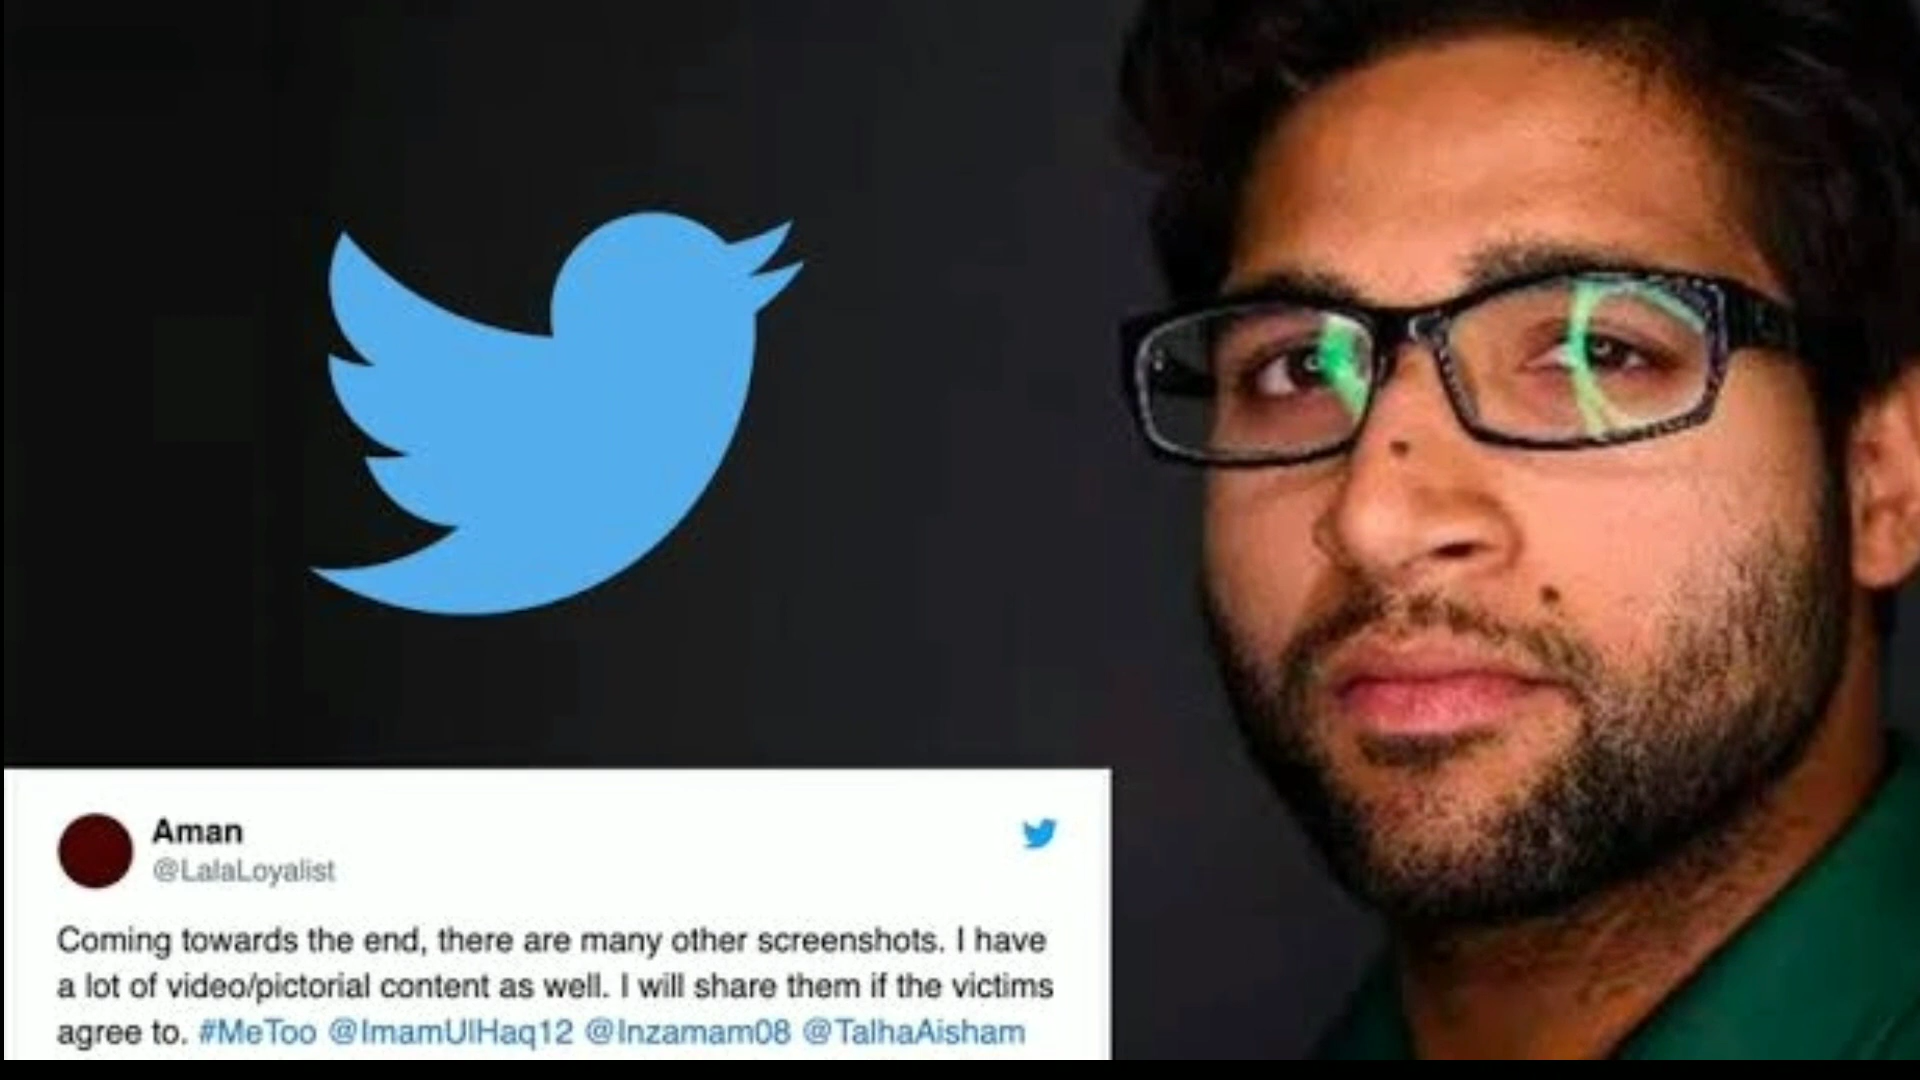 Aman
@LalaLoyalist
Coming towards the end, there are many other screenshots. I have
a lot of video/pictorial content as well. I will share them if the victims
agree to. #MeToo @ImamUlHaq12 @Inzamam08 @TalhaAisham